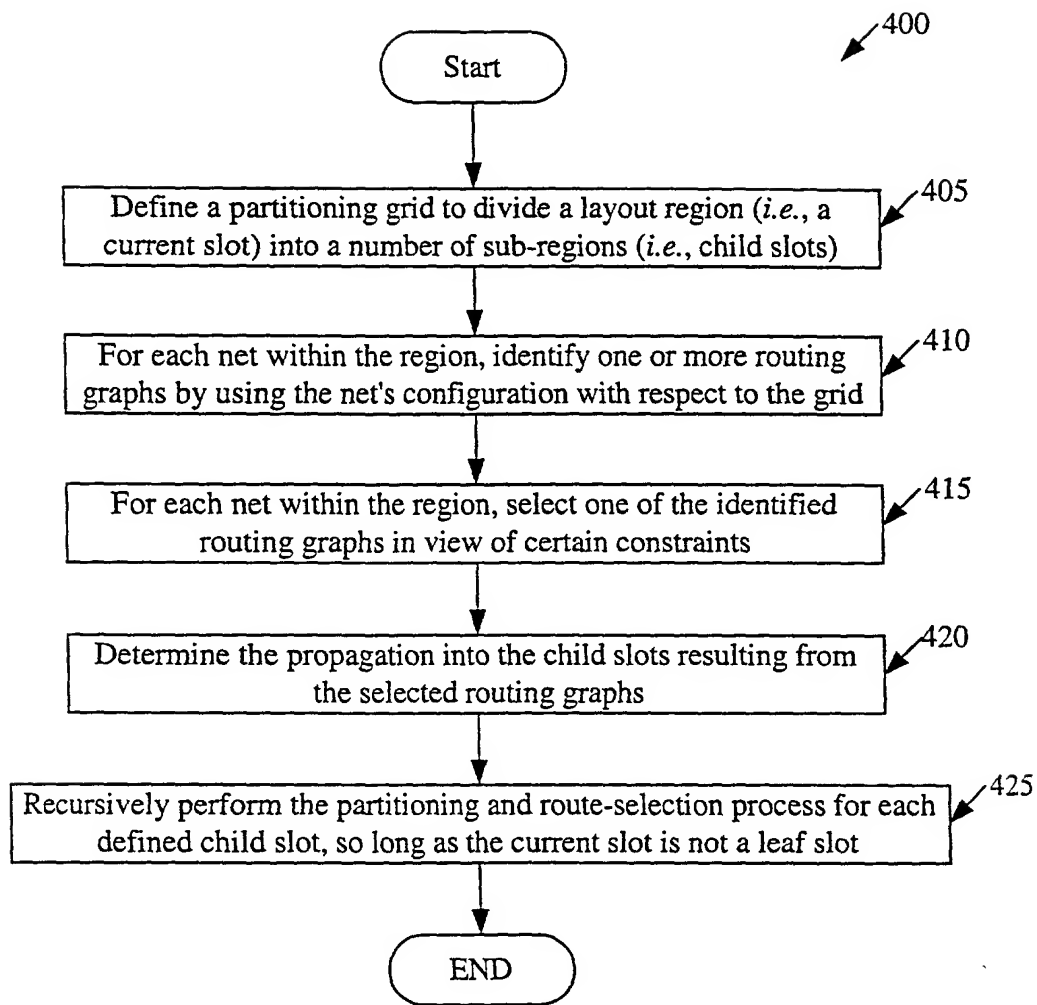 400
Start
405
Define a partitioning grid to divide a layout region (i.e., a
current slot) into a number of sub-regions (i.e., child slots)
410
For each net within the region, identify one or more routing
graphs by using the net's configuration with respect to the grid
415
For each net within the region, select one of the identified
routing graphs in view of certain constraints
420
Determine the propagation into the child slots resulting from
the selected routing graphs
425
Recursively perform the partitioning and route-selection process for each
defined child slot, so long as the current slot is not a leaf slot
END